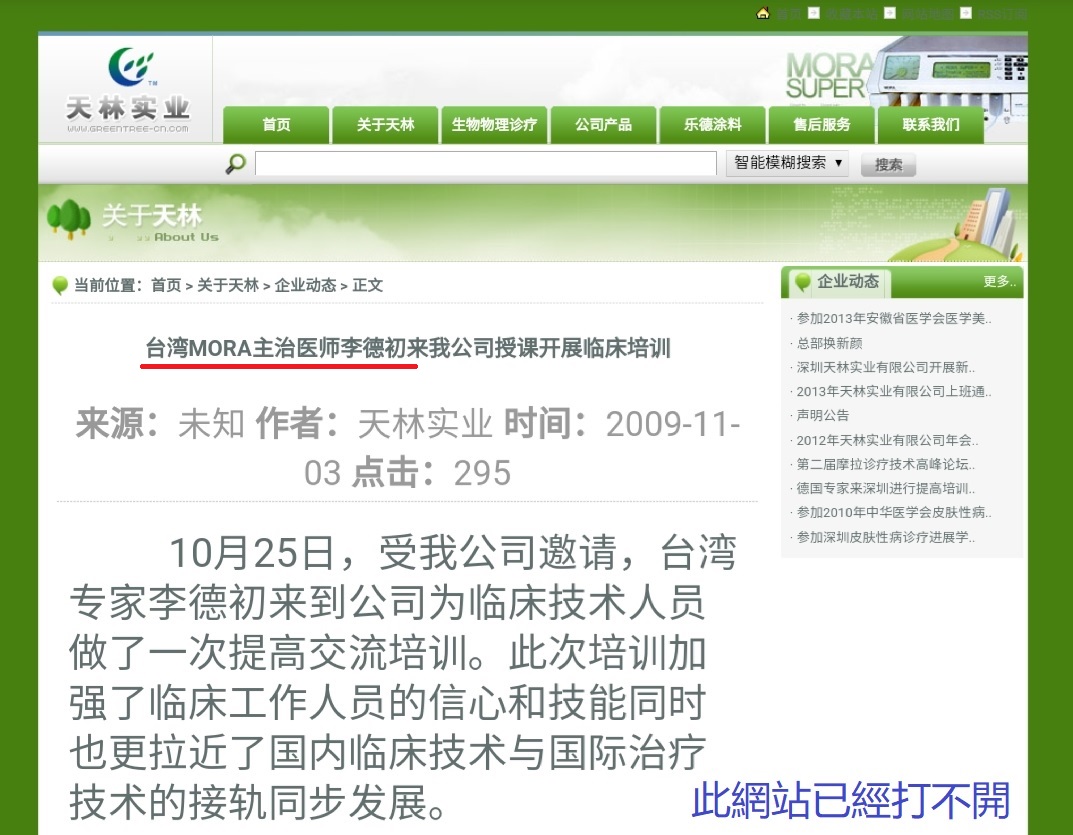 首页 收藏本站 网站地图 RSS订阅
天林实业
TM
WWW.GREENTREE-CN.COM
MORA
SUPER
首页 关于天林 生物物理诊疗 公司产品 乐德涂料 售后服务 联系我们
智能模糊搜索 ▼ 搜索
关于天林
About Us
当前位置：首页 > 关于天林 > 企业动态 > 正文
台湾MORA主治医师李德初来我公司授课开展临床培训
来源：未知 作者：天林实业 时间：2009-11-
03 点击：295
10月25日，受我公司邀请，台湾
专家李德初来到公司为临床技术人员
做了一次提高交流培训。此次培训加
强了临床工作人员的信心和技能同时
也更拉近了国内临床技术与国际治疗
技术的接轨同步发展。
企业动态 更多..
· 参加2013年安徽省医学会医学美..
· 总部换新颜
· 深圳天林实业有限公司开展新..
· 2013年天林实业有限公司上班通..
· 声明公告
· 2012年天林实业有限公司年会..
· 第二届摩拉诊疗技术高峰论坛..
· 德国专家来深圳进行提高培训..
· 参加2010年中华医学会皮肤性病..
· 参加深圳皮肤性病诊疗进展学..
此網站已經打不開